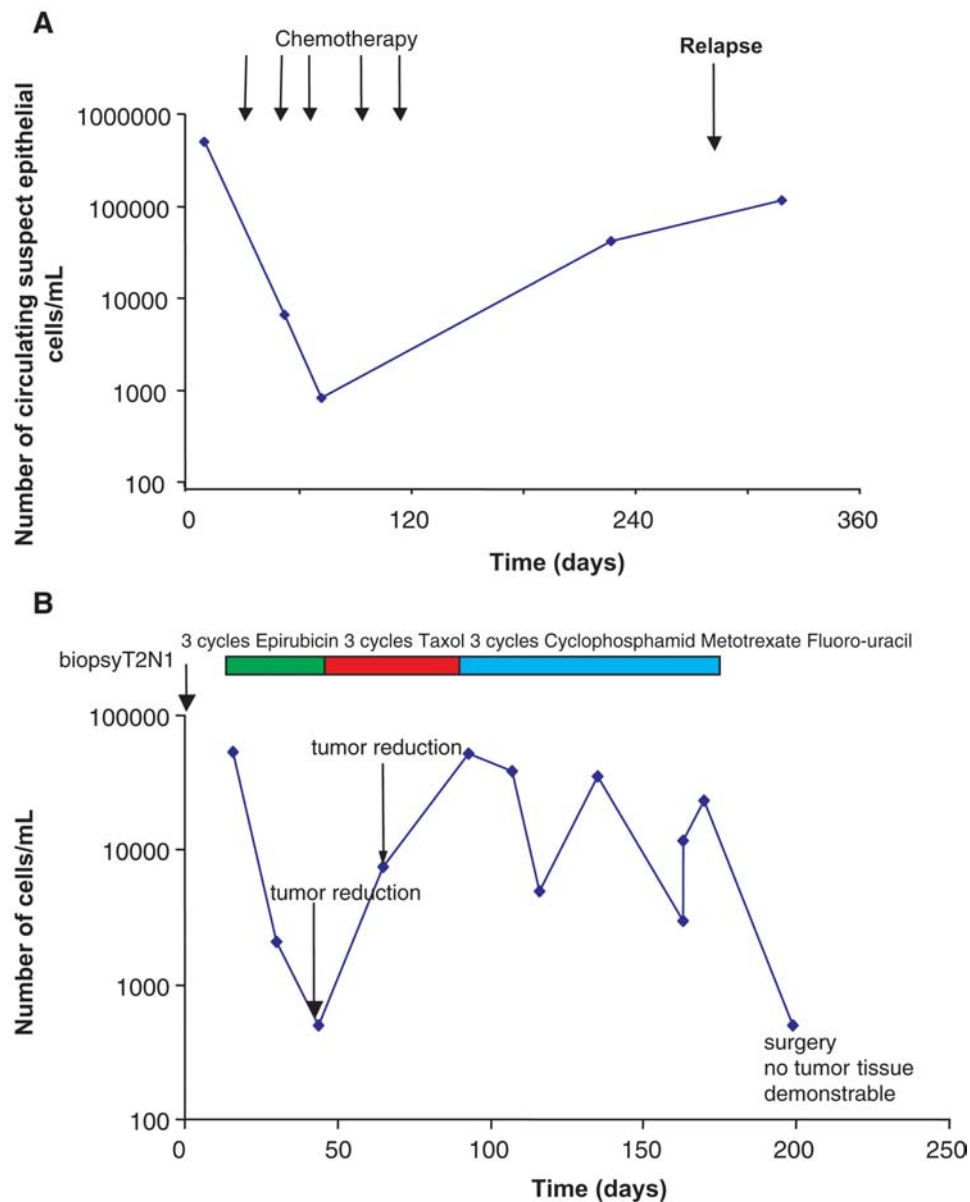 A
Chemotherapy
Relapse
Number of circulating suspect epithelial
cells/mL
1000000
100000
10000
1000
100
0
120
240
360
Time (days)
B
3 cycles Epirubicin 3 cycles Taxol 3 cycles Cyclophosphamid Metotrexate Fluoro-uracil
biopsyT2N1
Number of cells/mL
100000
10000
1000
100
tumor reduction
tumor reduction
surgery
no tumor tissue
demonstrable
0
50
100
150
200
250
Time (days)